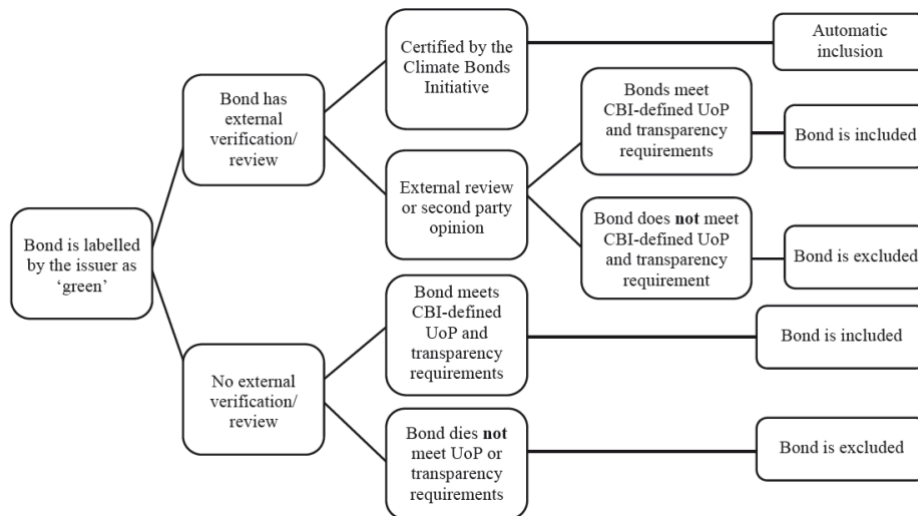 Bond is labelled
by the issuer as
‘green’
Bond has
external
verification/
review
No external
verification/
review
Certified by the
Climate Bonds
Initiative
External review
or second party
opinion
Bond meets
CBI-defined
UoP and
transparency
requirements
Bond dies not
meet UoP or
transparency
requirements
Bonds meet
CBI-defined UoP
and transparency
requirements
Bond does not meet
CBI-defined UoP
and transparency
requirement
Automatic
inclusion
Bond is included
Bond is excluded
Bond is included
Bond is excluded